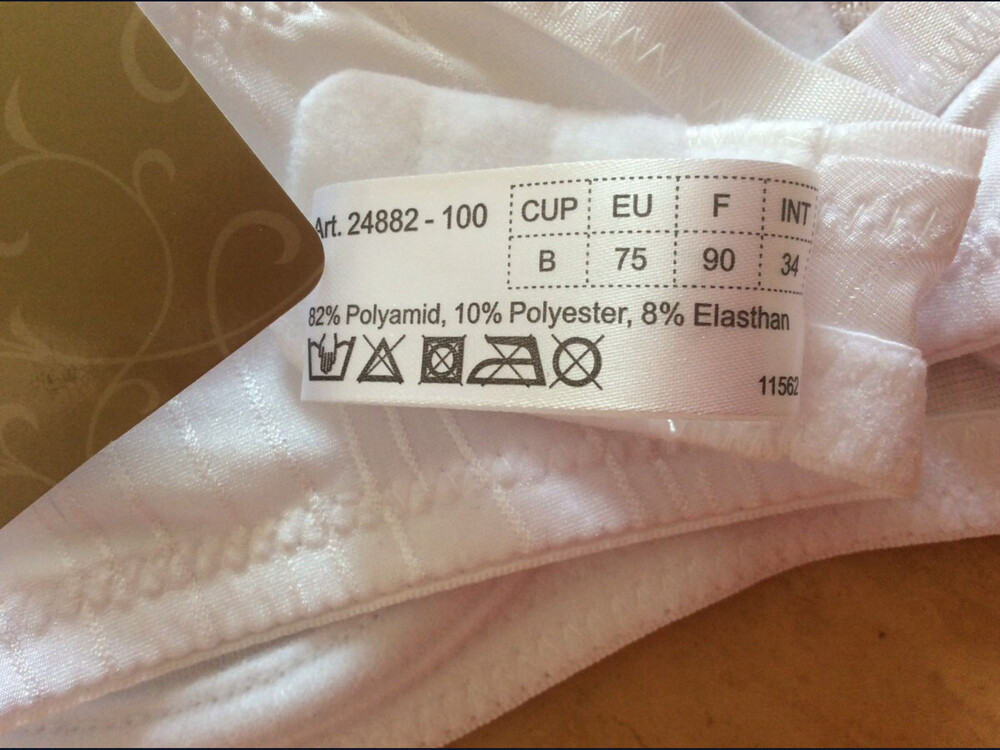 Art. 24882 - 100
CUP EU F INT
B 75 90 34
82% Polyamid, 10% Polyester, 8% Elasthan
11562